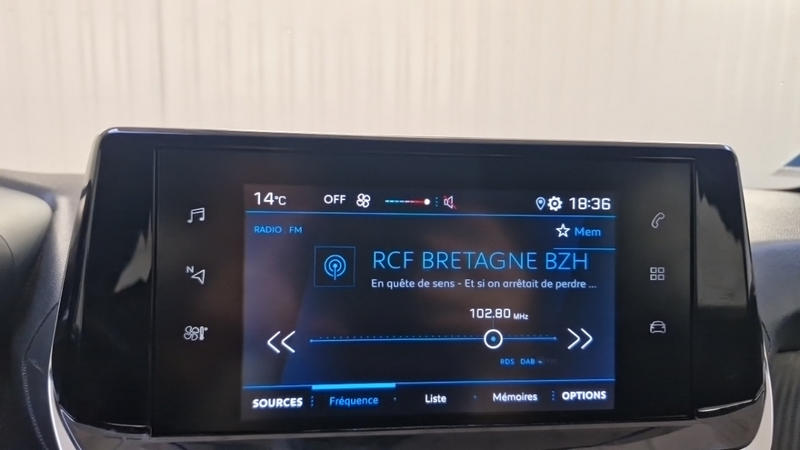 14°C OFF 18:36
RADIO . FM
Mem
RCF BRETAGNE BZH
En quête de sens - Et si on arrêtait de perdre ...
N
102.80 MHz
RDS DAB
SOURCES Fréquence Liste Mémoires OPTIONS